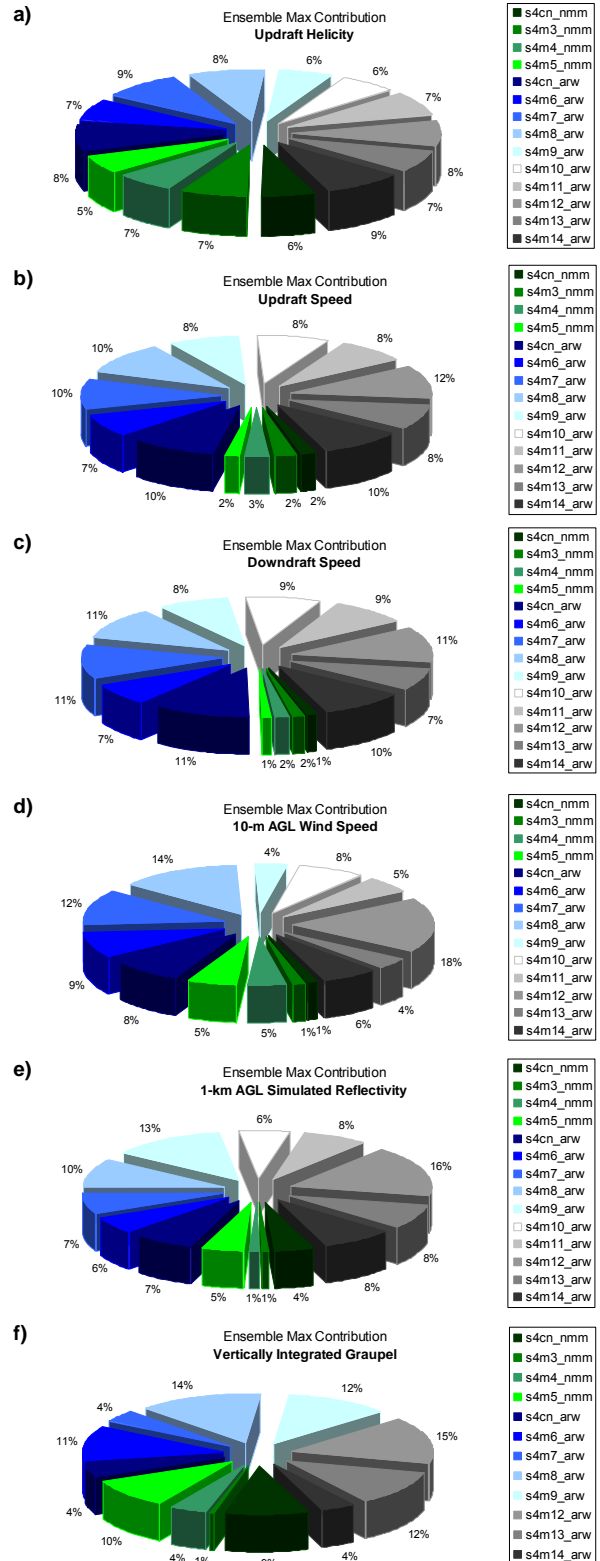 a)
Ensemble Max Contribution
Updraft Helicity
8%
6%
6%
7%
8%
7%
9%
6%
7%
7%
5%
8%
7%
9%
s4cn_nmm
s4m3_nmm
s4m4_nmm
s4m5_nmm
s4cn_arw
s4m6_arw
s4m7_arw
s4m8_arw
s4m9_arw
s4m10_arw
s4m11_arw
s4m12_arw
s4m13_arw
s4m14_arw
b)
Ensemble Max Contribution
Updraft Speed
8%
8%
8%
12%
8%
10%
2%
2%
3%
2%
10%
7%
10%
10%
s4cn_nmm
s4m3_nmm
s4m4_nmm
s4m5_nmm
s4cn_arw
s4m6_arw
s4m7_arw
s4m8_arw
s4m9_arw
s4m10_arw
s4m11_arw
s4m12_arw
s4m13_arw
s4m14_arw
c)
Ensemble Max Contribution
Downdraft Speed
8%
9%
9%
11%
7%
10%
1%
2%
2%
1%
11%
7%
11%
11%
s4cn_nmm
s4m3_nmm
s4m4_nmm
s4m5_nmm
s4cn_arw
s4m6_arw
s4m7_arw
s4m8_arw
s4m9_arw
s4m10_arw
s4m11_arw
s4m12_arw
s4m13_arw
s4m14_arw
d)
Ensemble Max Contribution
10-m AGL Wind Speed
4%
8%
5%
18%
4%
6%
1%
1%
5%
5%
8%
9%
12%
14%
s4cn_nmm
s4m3_nmm
s4m4_nmm
s4m5_nmm
s4cn_arw
s4m6_arw
s4m7_arw
s4m8_arw
s4m9_arw
s4m10_arw
s4m11_arw
s4m12_arw
s4m13_arw
s4m14_arw
e)
Ensemble Max Contribution
1-km AGL Simulated Reflectivity
6%
8%
16%
8%
8%
4%
1%
1%
5%
7%
6%
7%
10%
13%
s4cn_nmm
s4m3_nmm
s4m4_nmm
s4m5_nmm
s4cn_arw
s4m6_arw
s4m7_arw
s4m8_arw
s4m9_arw
s4m10_arw
s4m11_arw
s4m12_arw
s4m13_arw
s4m14_arw
f)
Ensemble Max Contribution
Vertically Integrated Graupel
14%
12%
15%
12%
4%
1%
4%
10%
4%
11%
4%
s4cn_nmm
s4m3_nmm
s4m4_nmm
s4m5_nmm
s4cn_arw
s4m6_arw
s4m7_arw
s4m8_arw
s4m9_arw
s4m12_arw
s4m13_arw
s4m14_arw